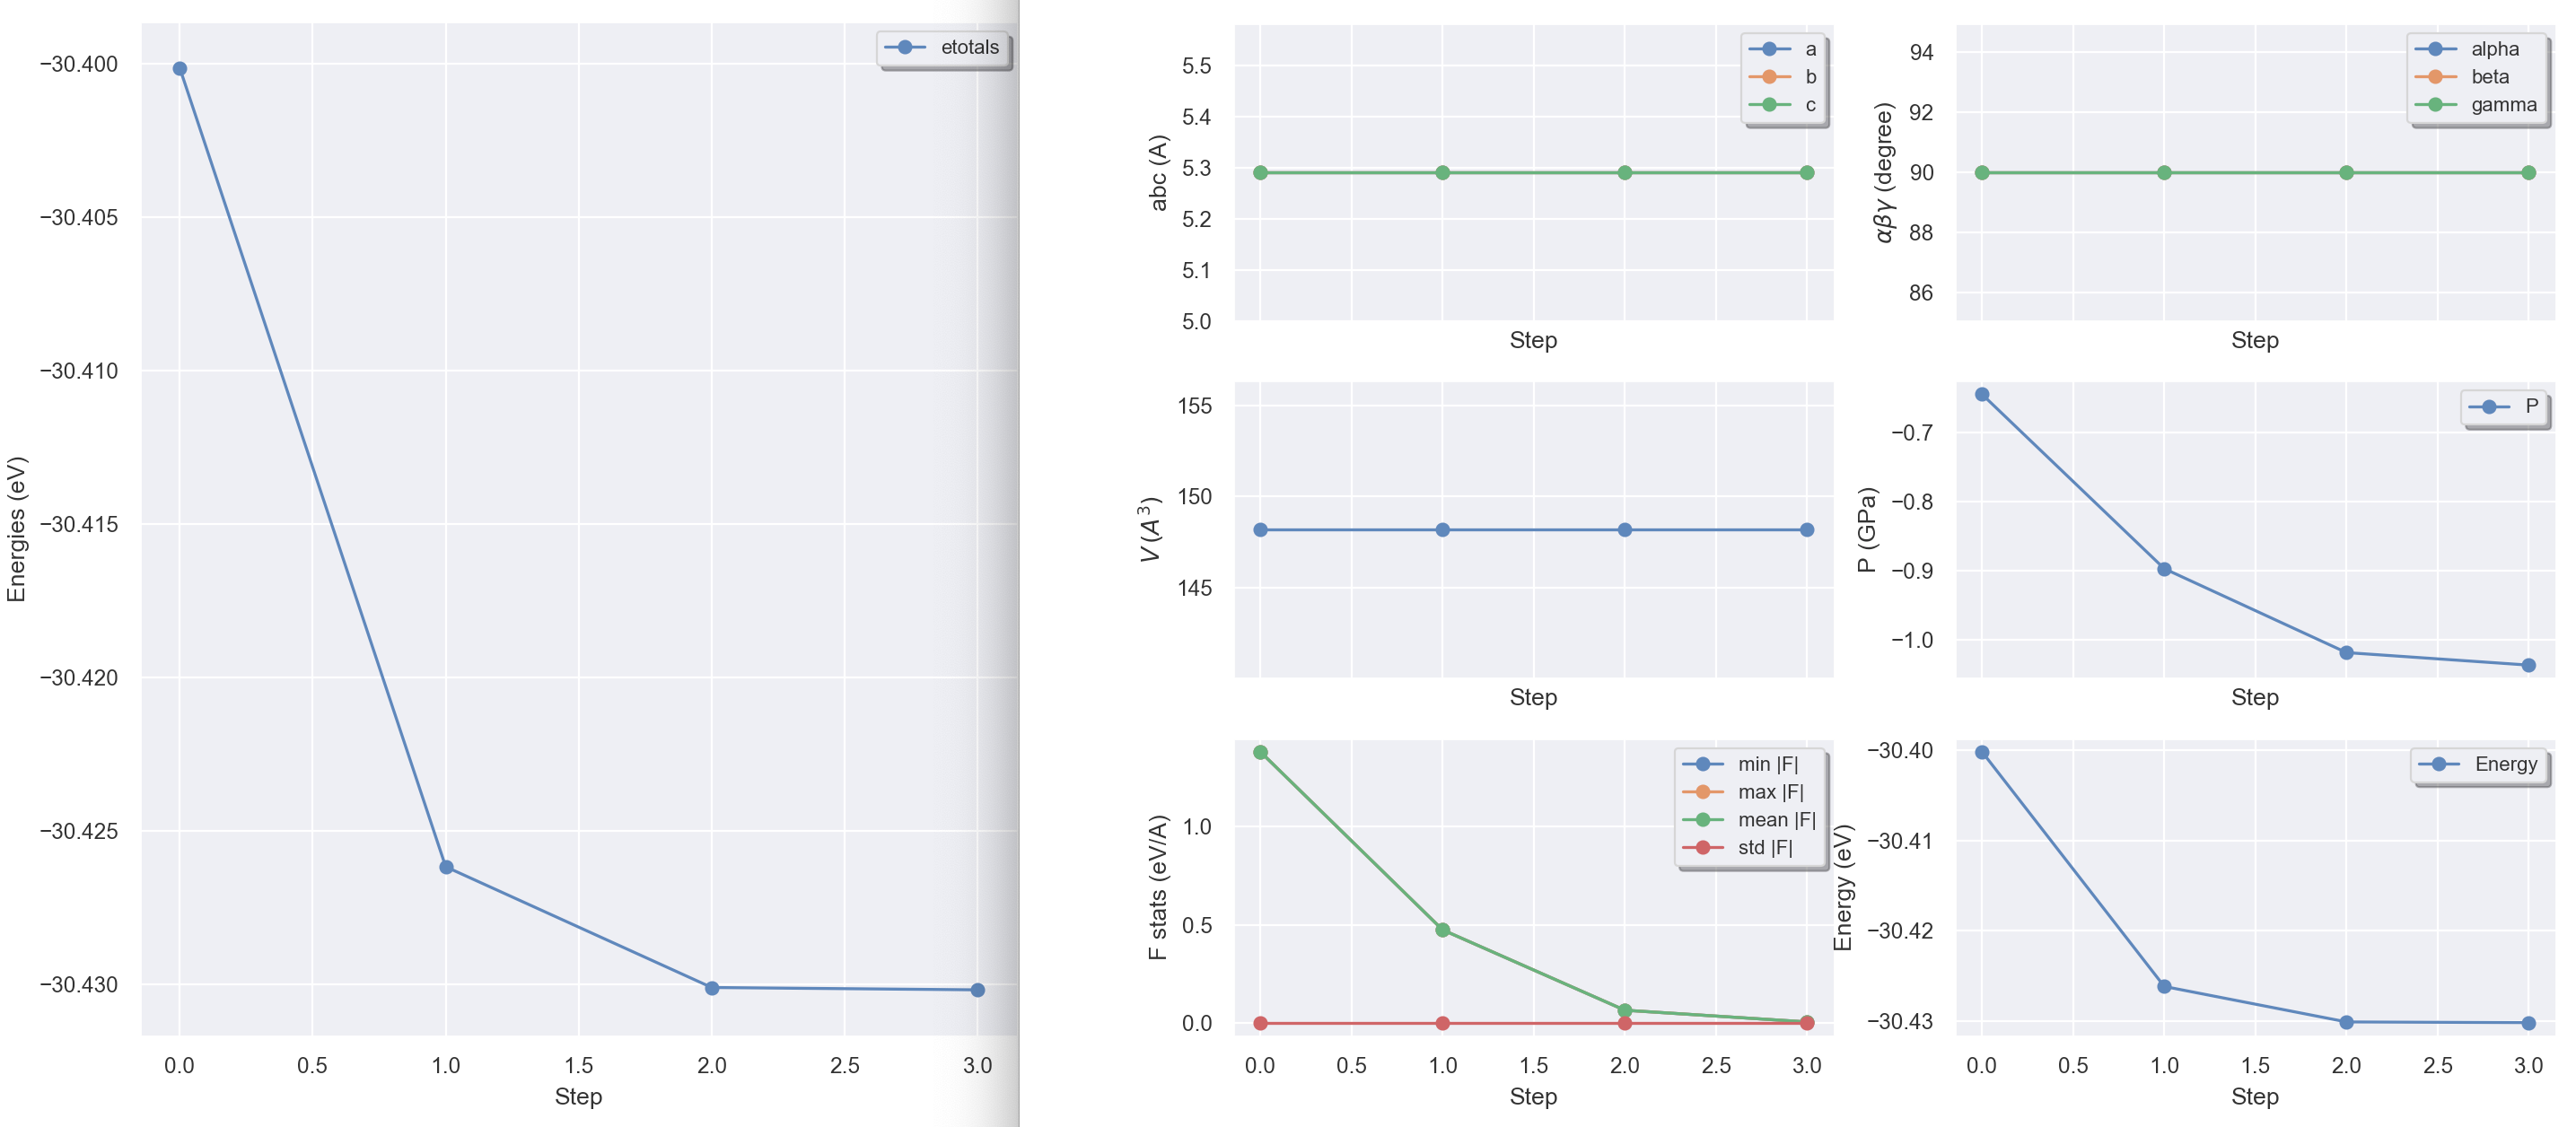 etotals
Energies (eV)
−30.400
−30.405
−30.410
−30.415
−30.420
−30.425
−30.430
0.0 0.5 1.0 1.5 2.0 2.5 3.0
Step
a
b
c
abc (A)
5.5
5.4
5.3
5.2
5.1
5.0
Step
alpha
beta
gamma
αβγ (degree)
94
92
90
88
86
Step
V (A³)
155
150
145
Step
P
P (GPa)
−0.7
−0.8
−0.9
−1.0
Step
min |F|
max |F|
mean |F|
std |F|
F stats (eV/A)
1.0
0.5
0.0
0.0 0.5 1.0 1.5 2.0 2.5 3.0
Step
Energy
Energy (eV)
−30.40
−30.41
−30.42
−30.43
0.0 0.5 1.0 1.5 2.0 2.5 3.0
Step